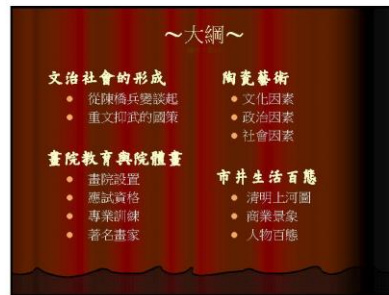 ～大綱～
文治社會的形成
從陳橋兵變談起
重文抑武的國策
畫院教育與院體畫
畫院設置
應試資格
專業訓練
著名畫家
陶瓷藝術
文化因素
政治因素
社會因素
市井生活百態
清明上河圖
商業景象
人物百態